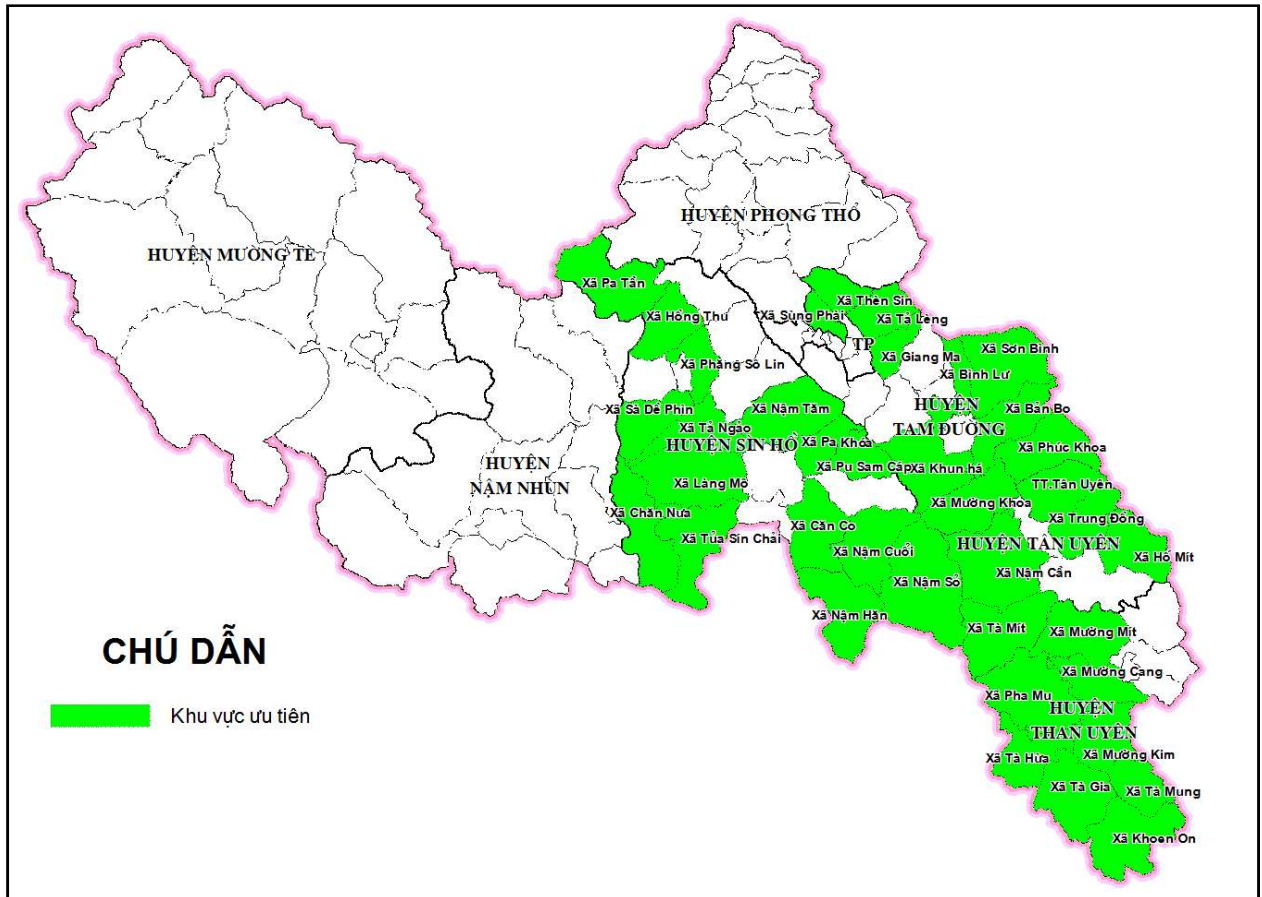 HUYỆN PHONG THỔ
HUYỆN MƯỜNG TÈ
Xã Pa Tần
Xã Thèn Sin
Xã Hồng Thu
Xã Sùng Phài
Xã Tả Lèng
TP
Xã Giang Ma
Xã Sơn Bình
Xã Phăng Sô Lin
Xã Bình Lư
Xã Sà Dề Phìn
Xã Nậm Tăm
HUYỆN
TAM ĐƯỜNG
Xã Bản Bo
Xã Tả Ngảo
HUYỆN SÌN HỒ
Xã Pa Khóa
Xã Phúc Khoa
HUYỆN
NẬM NHÙN
Xã Pu Sam Cáp
Xã Khun há
Xã Làng Mô
TT.Tân Uyên
Xã Mường Khoa
Xã Chăn Nưa
Xã Căn Co
Xã Trung Đồng
Xã Tủa Sín Chải
Xã Nậm Cuổi
HUYỆN TÂN UYÊN
Xã Hố Mít
Xã Nậm Sỏ
Xã Nậm Cần
Xã Nậm Hăn
Xã Tà Mít
Xã Mường Mít
Xã Mường Cang
Xã Pha Mu
HUYỆN
THAN UYÊN
Xã Tà Hừa
Xã Mường Kim
Xã Tà Gia
Xã Tà Mung
Xã Khoen On
CHÚ DẪN
Khu vực ưu tiên